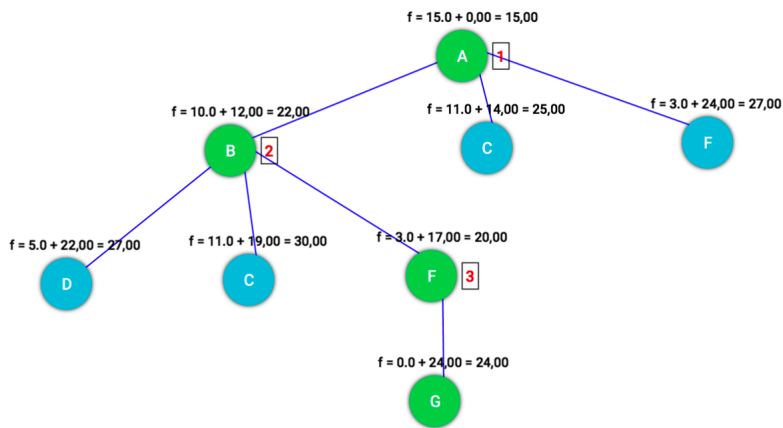 f = 15.0 + 0,00 = 15,00
A
1
f = 10.0 + 12,00 = 22,00
f = 11.0 + 14,00 = 25,00
f = 3.0 + 24,00 = 27,00
B
2
C
F
f = 5.0 + 22,00 = 27,00
f = 11.0 + 19,00 = 30,00
f = 3.0 + 17,00 = 20,00
D
C
F
3
f = 0.0 + 24,00 = 24,00
G